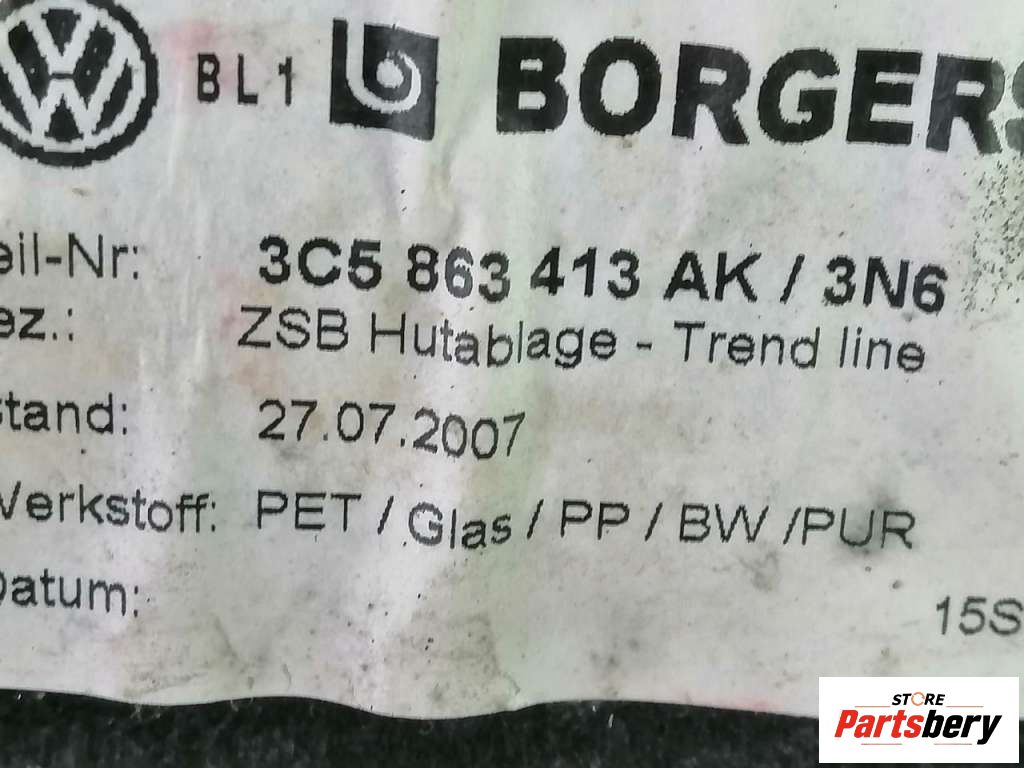 BL1 BORGERS
eil-Nr: 3C5 863 413 AK / 3N6
ez.: ZSB Hutablage - Trend line
stand: 27.07.2007
Werkstoff: PET / Glas / PP / BW /PUR
Datum:
15S
STORE
Partsbery